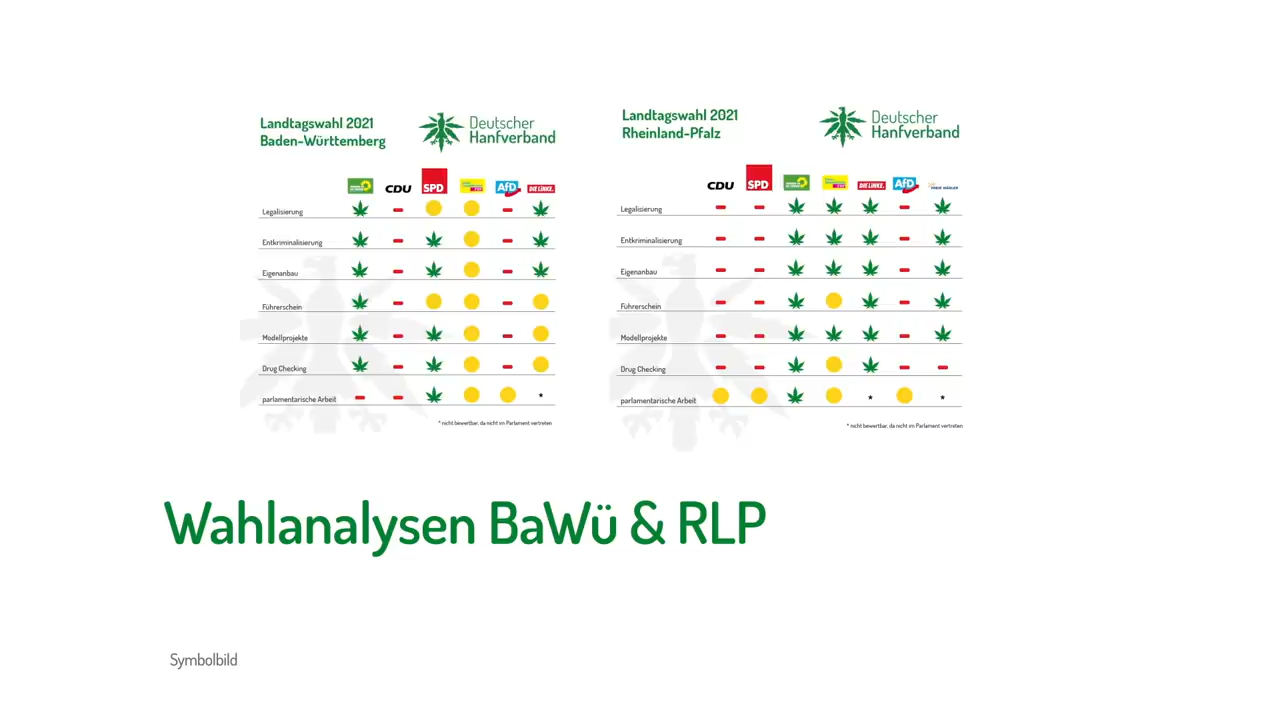 Landtagswahl 2021
Baden-Württemberg
Deutscher
Hanfverband
CDU
SPD
AfD
DIE LINKE.
Legalisierung
Entkriminalisierung
Eigenanbau
Führerschein
Modellprojekte
Drug Checking
parlamentarische Arbeit
*
* nicht bewertbar, da nicht im Parlament vertreten
Landtagswahl 2021
Rheinland-Pfalz
Deutscher
Hanfverband
CDU
SPD
DIE LINKE.
AfD
FREIE WÄHLER
Legalisierung
Entkriminalisierung
Eigenanbau
Führerschein
Modellprojekte
Drug Checking
parlamentarische Arbeit
* *
* nicht bewertbar, da nicht im Parlament vertreten
Wahlanalysen BaWü & RLP
Symbolbild